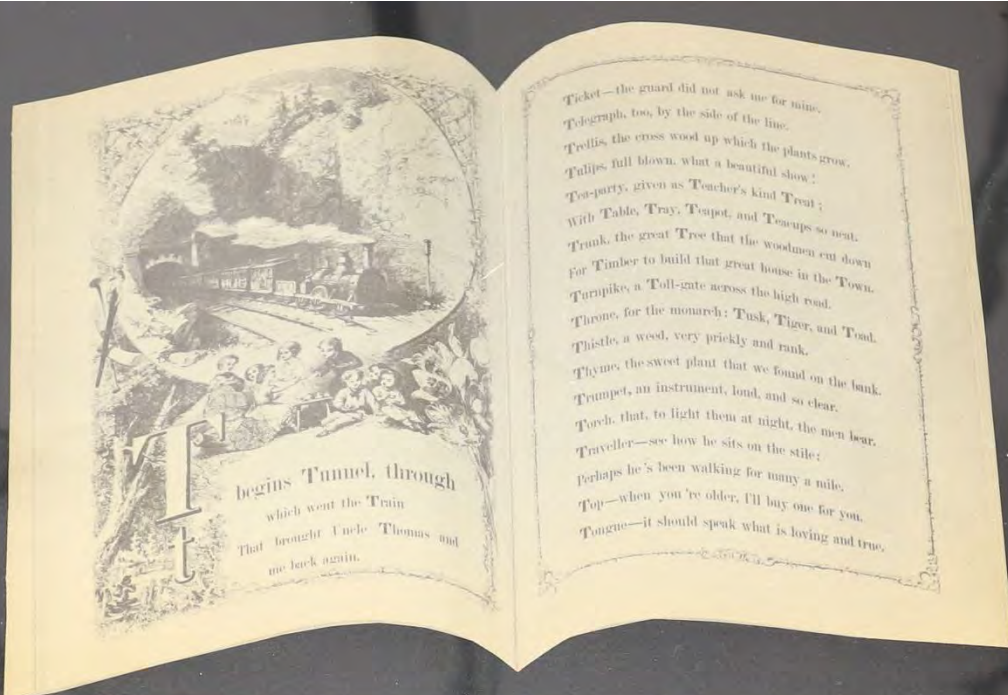 T
t
begins Tunnel, through
which went the Train
That brought Uncle Thomas and
me back again.
Ticket—the guard did not ask me for mine.
Telegraph, too, by the side of the line.
Trellis, the cross wood up which the plants grow.
Tulips, full blown, what a beautiful show!
Tea-party, given as Teacher's kind Treat;
With Table, Tray, Teapot, and Teacups so neat.
Trunk, the great Tree that the woodmen cut down
For Timber to build that great house in the Town.
Turnpike, a Toll-gate across the high road.
Throne, for the monarch: Tusk, Tiger, and Toad.
Thistle, a weed, very prickly and rank.
Thyme, the sweet plant that we found on the bank.
Trumpet, an instrument, loud, and so clear.
Torch, that, to light them at night, the men bear.
Traveller—see how he sits on the stile;
Perhaps he's been walking for many a mile.
Top—when you're older, I'll buy one for you.
Tongue—it should speak what is loving and true.